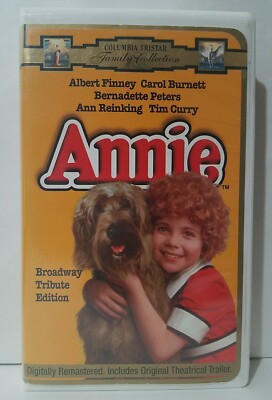 COLUMBIA TRISTAR
Family Collection
Albert Finney Carol Burnett
Bernadette Peters
Ann Reinking Tim Curry
Annie
TM
Broadway
Tribute
Edition
Digitally Remastered. Includes Original Theatrical Trailer.